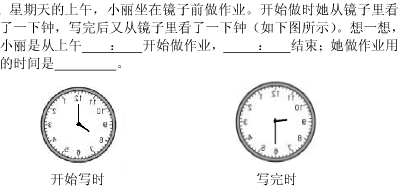 . 星期天的上午，小丽坐在镜子前做作业。开始做时她从镜子里看
了一下钟，写完后又从镜子里看了一下钟（如下图所示）。想一想，
小丽是从上午____：____开始做作业，____：____结束；她做作业用
的时间是________。
开始写时
写完时